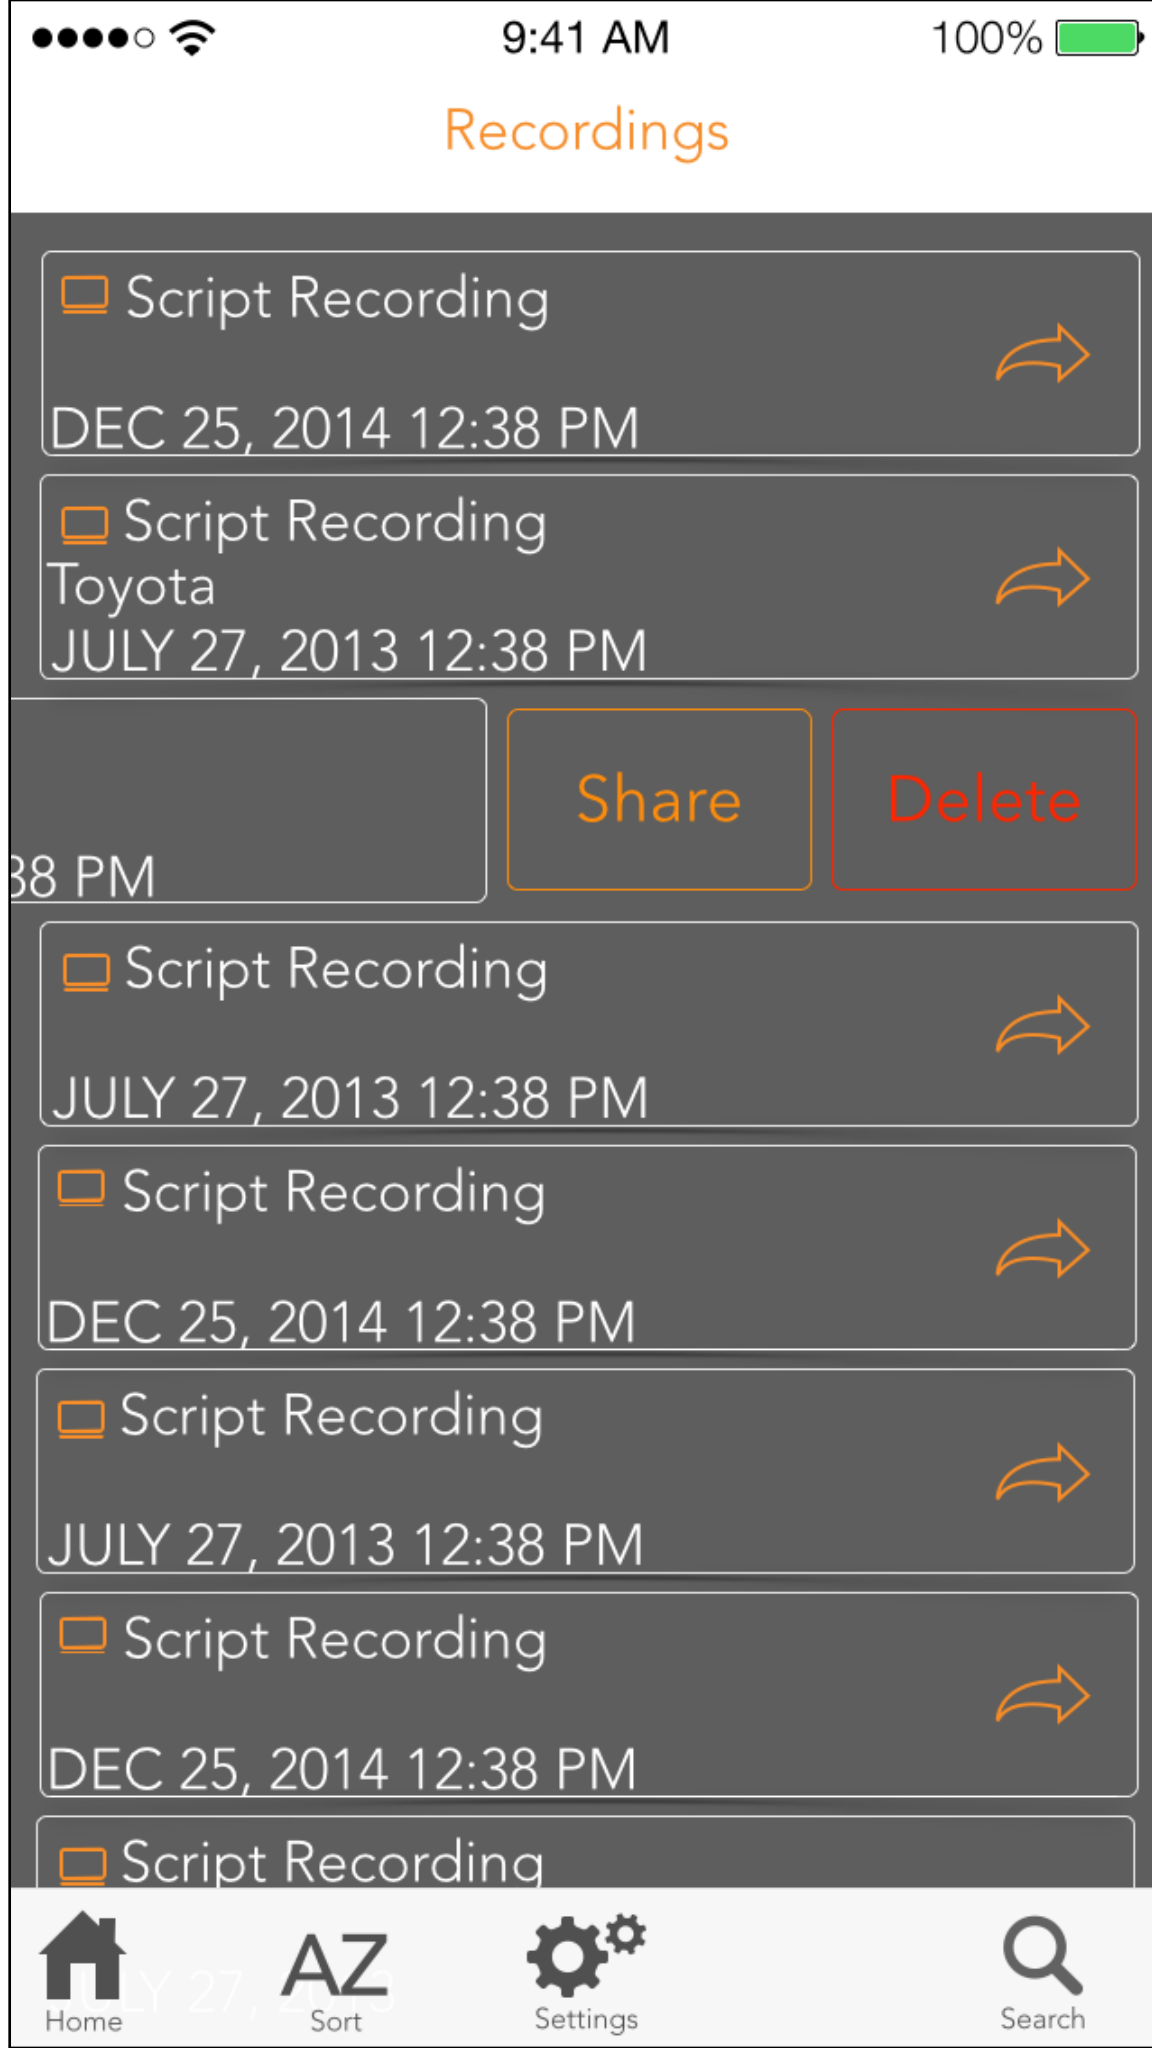 9:41 AM
100%
Recordings
Script Recording
DEC 25, 2014 12:38 PM
Script Recording
Toyota
JULY 27, 2013 12:38 PM
Share
Delete
38 PM
Script Recording
JULY 27, 2013 12:38 PM
Script Recording
DEC 25, 2014 12:38 PM
Script Recording
JULY 27, 2013 12:38 PM
Script Recording
DEC 25, 2014 12:38 PM
Script Recording
JULY 27, 2013
AZ
Home
Sort
Settings
Search